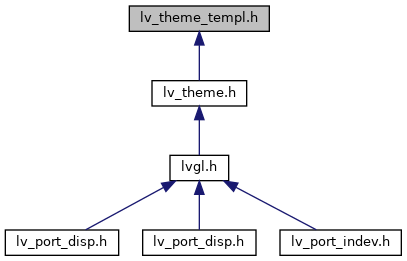 lv_theme_templ.h
lv_theme.h
lvgl.h
lv_port_disp.h
lv_port_disp.h
lv_port_indev.h